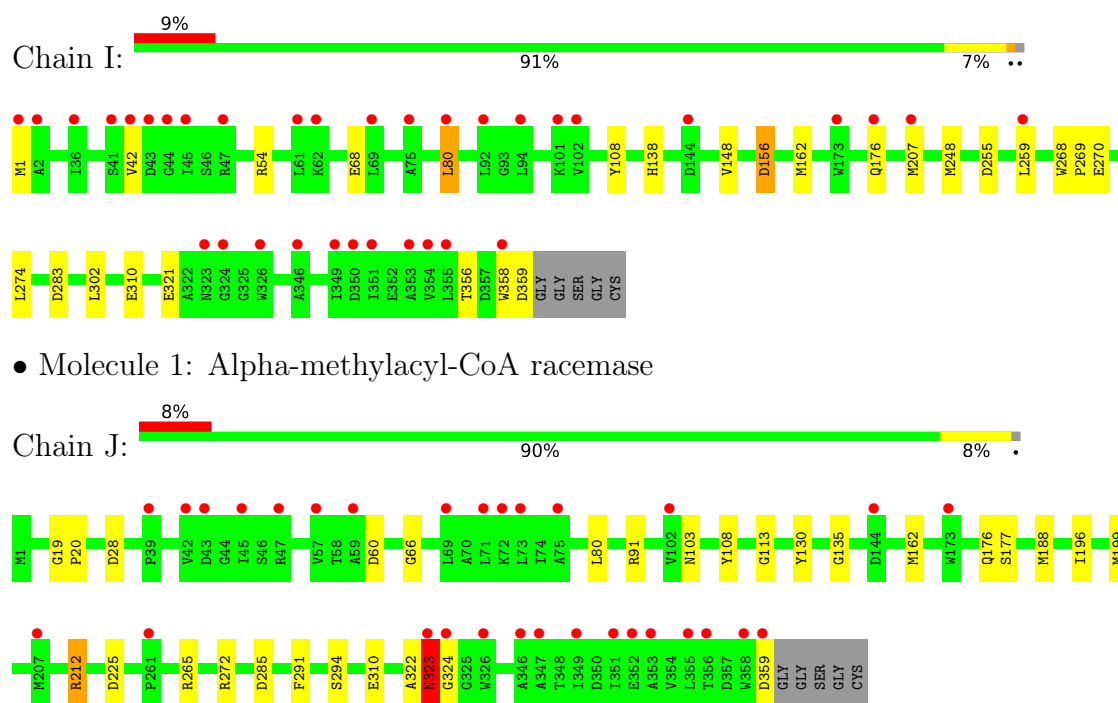 9%
Chain I:
91% 7% ••
M1 A2 I36 S41 V42 D43 G44 I45 S46 R47 R54 L61 K62 E68 L69 A75 L80 L92 G93 L94 K101 V102 Y108 H138 D144 V148 D156 M162 W173 Q176 M207 M248 D255 L259 W268 P269 E270
L274 D283 L302 E310 E321 A322 N323 G324 G325 W326 A346 I349 D350 I351 E352 A353 V354 L355 T356 D357 W358 D359 GLY GLY SER GLY CYS
• Molecule 1: Alpha-methylacyl-CoA racemase
8%
Chain J:
90% 8% •
M1 G19 P20 D28 P39 V42 D43 G44 I45 S46 R47 V57 T58 A59 D60 G66 L69 A70 L71 K72 L73 I74 A75 L80 R91 V102 N103 Y108 G113 Y130 G135 D144 M162 W173 Q176 S177 M188 I196 M199
M207 R212 D225 P261 R265 R272 D285 F291 S294 E310 A322 N323 G324 G325 W326 A346 A347 T348 I349 D350 I351 E352 A353 V354 L355 T356 D357 W358 D359 GLY GLY SER GLY CYS